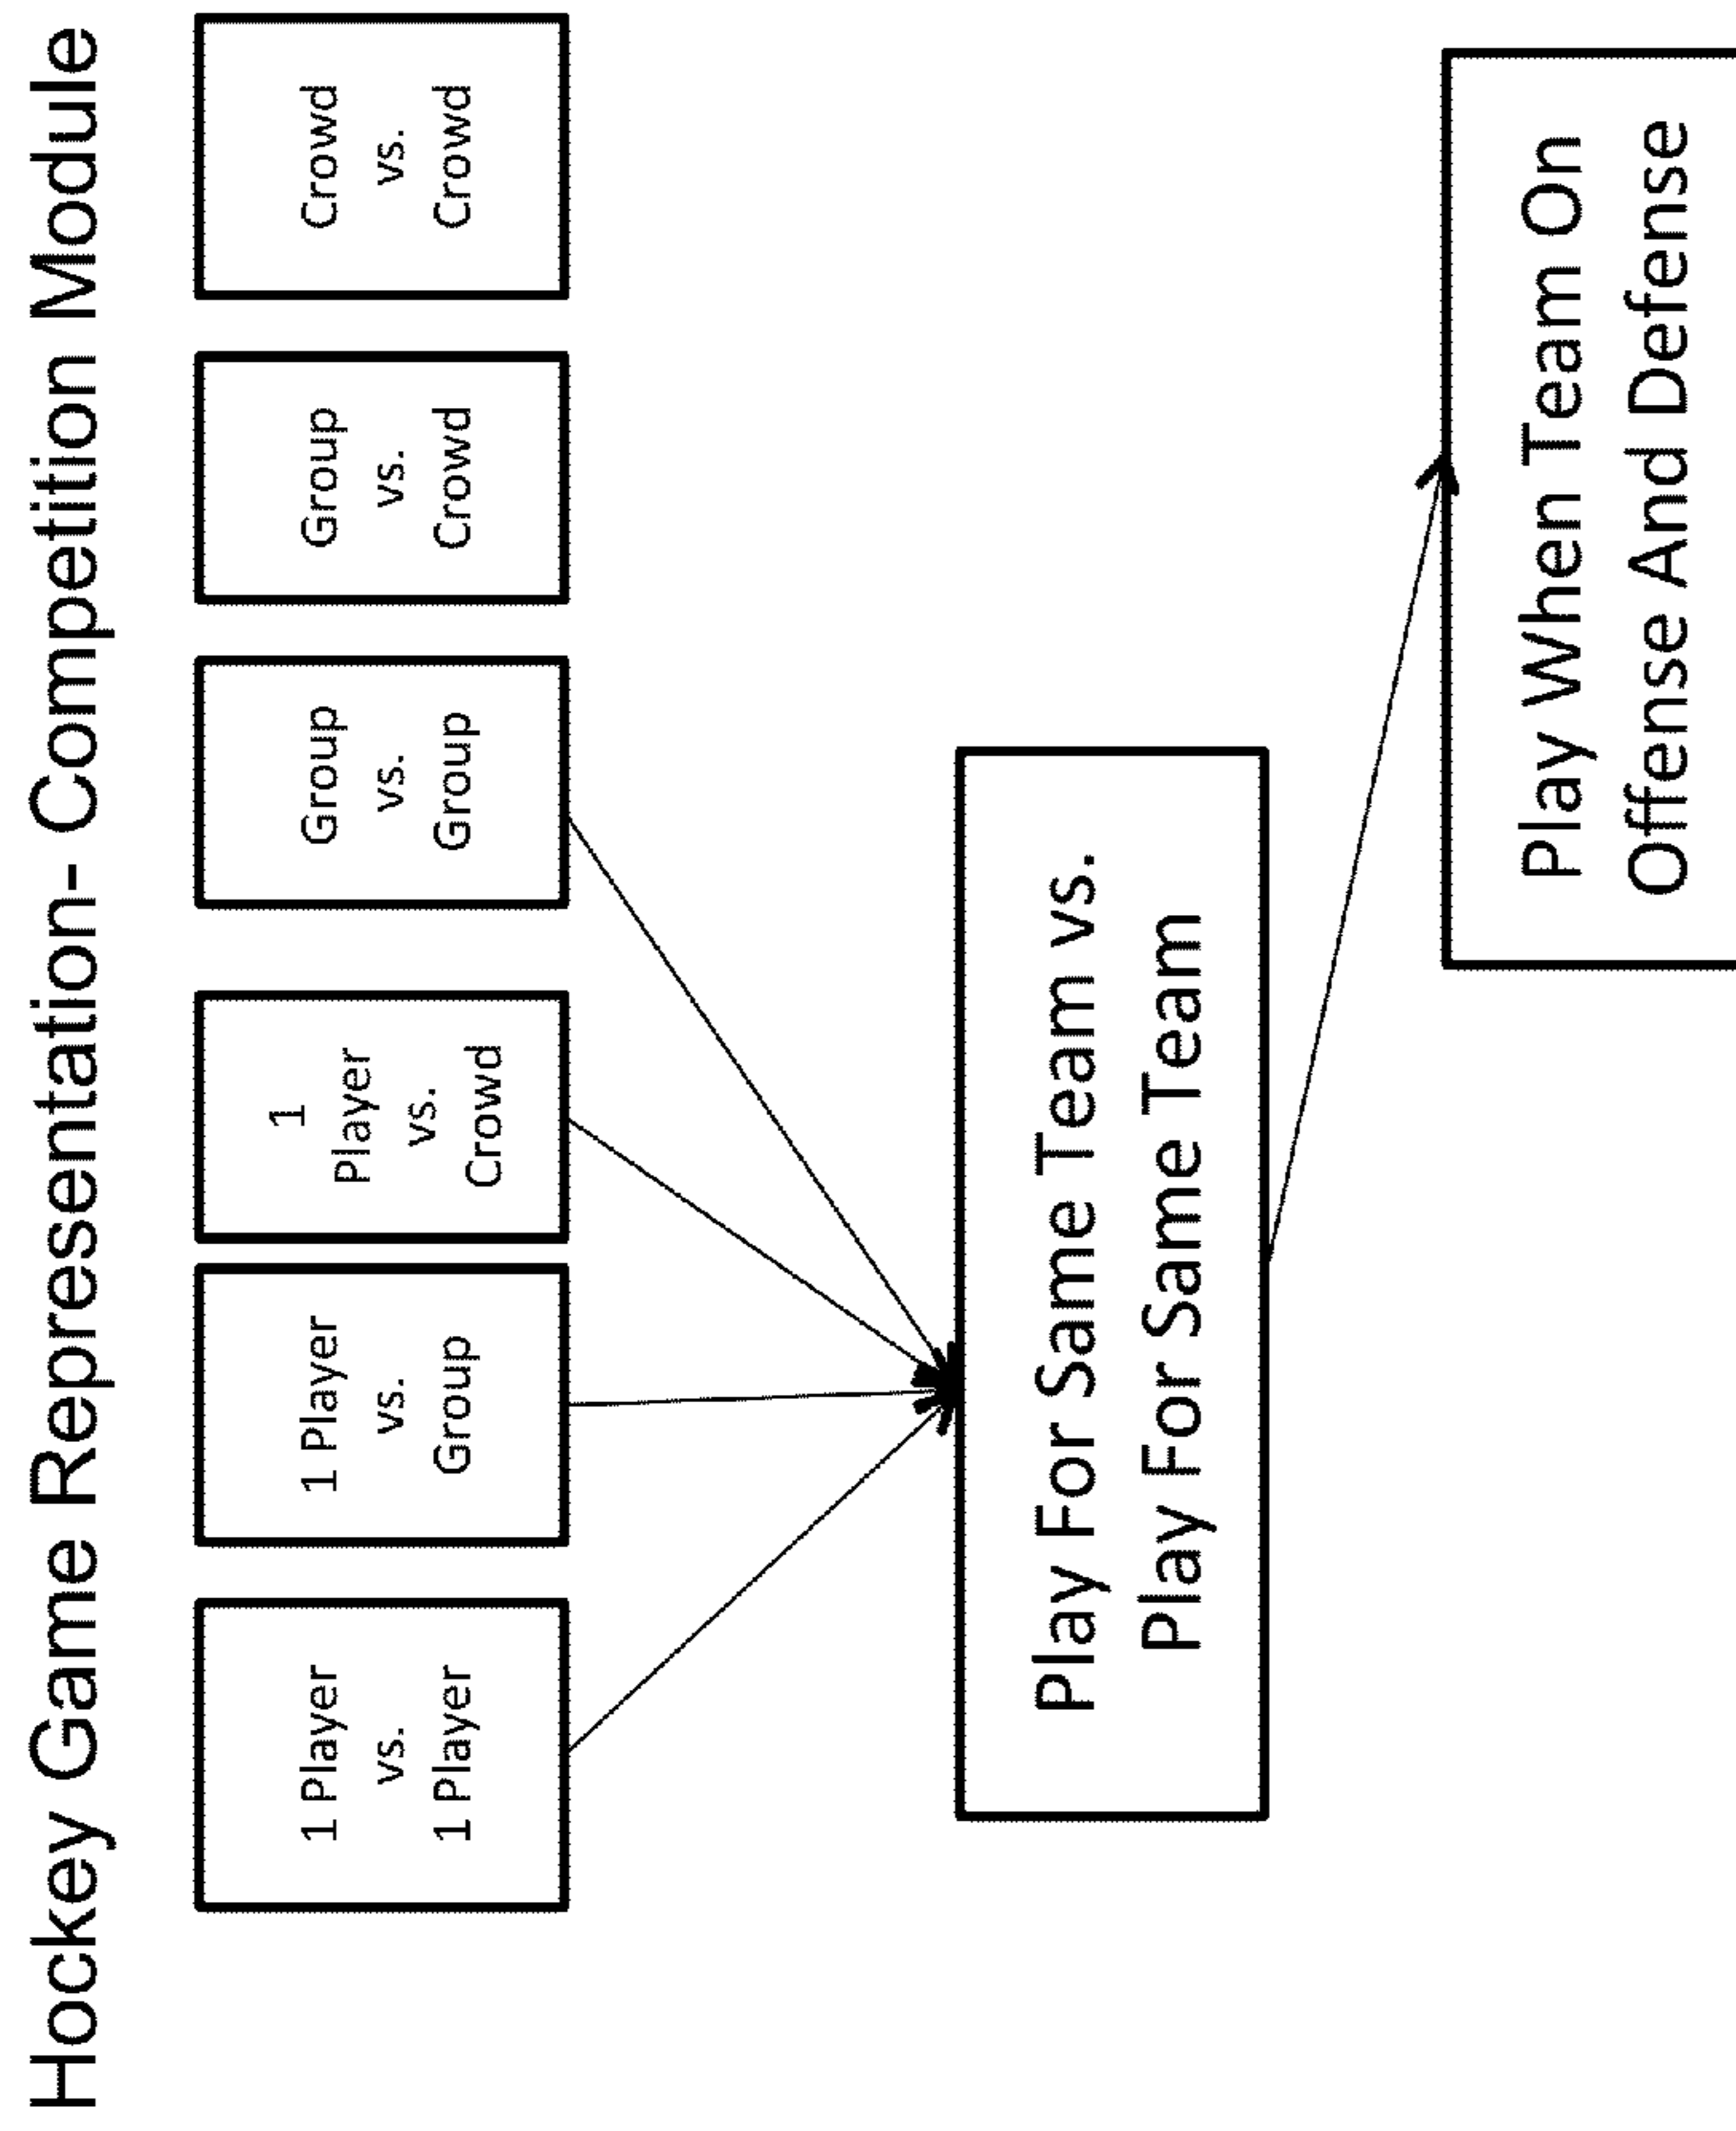 Hockey Game Representation- Competition Module
1 Player
vs.
1 Player
1 Player
vs.
Group
1
Player
vs.
Crowd
Group
vs.
Group
Group
vs.
Crowd
Crowd
vs.
Crowd
Play For Same Team vs.
Play For Same Team
Play When Team On
Offense And Defense